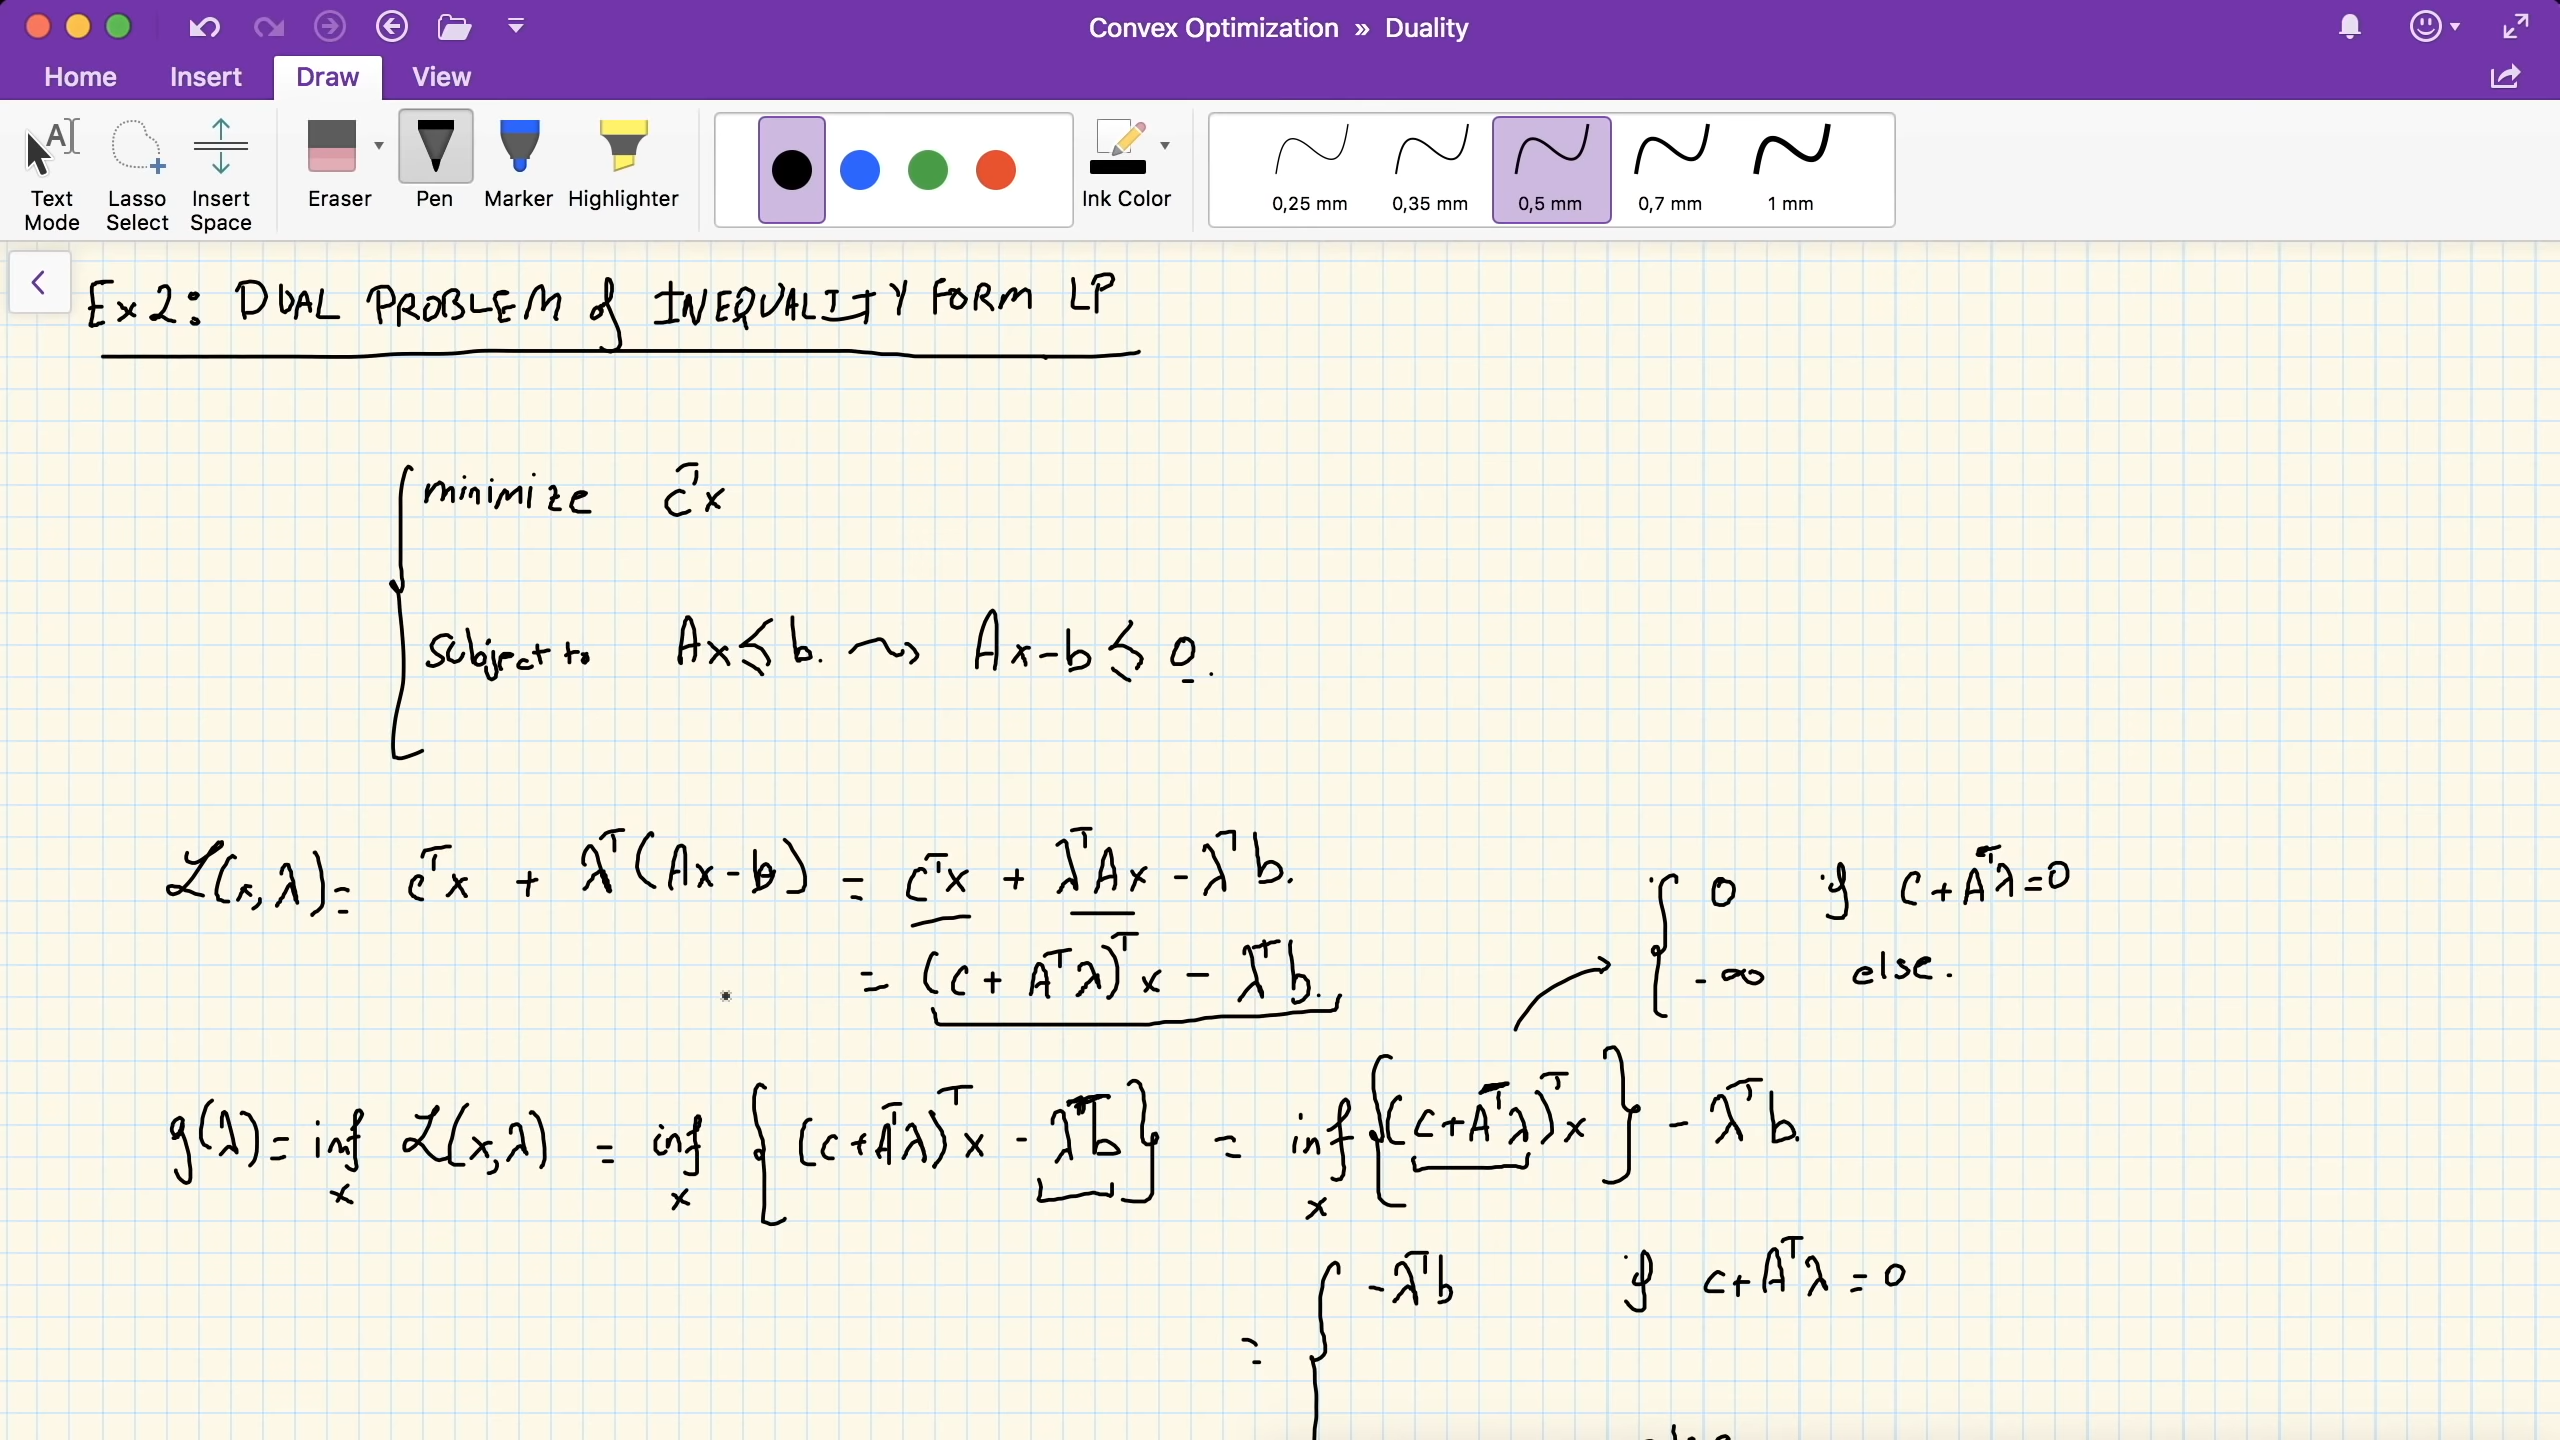 Convex Optimization » Duality
Home Insert Draw View
Text Mode Lasso Select Insert Space Eraser Pen Marker Highlighter Ink Color 0,25 mm 0,35 mm 0,5 mm 0,7 mm 1 mm
Ex2: DUAL PROBLEM of INEQUALITY FORM LP
minimize cᵀx
subject to Ax ≤ b. ⇝ Ax-b ≤ 0.
ℒ(x,λ) = cᵀx + λᵀ(Ax-b) = cᵀx + λᵀAx - λᵀb.
= (c + Aᵀλ)ᵀx - λᵀb.
{ 0 if c+Aᵀλ=0
-∞ else.
g(λ) = inf_x ℒ(x,λ) = inf_x { (c+Aᵀλ)ᵀx - λᵀb } = inf_x { (c+Aᵀλ)ᵀx } - λᵀb.
= { -λᵀb if c+Aᵀλ = 0